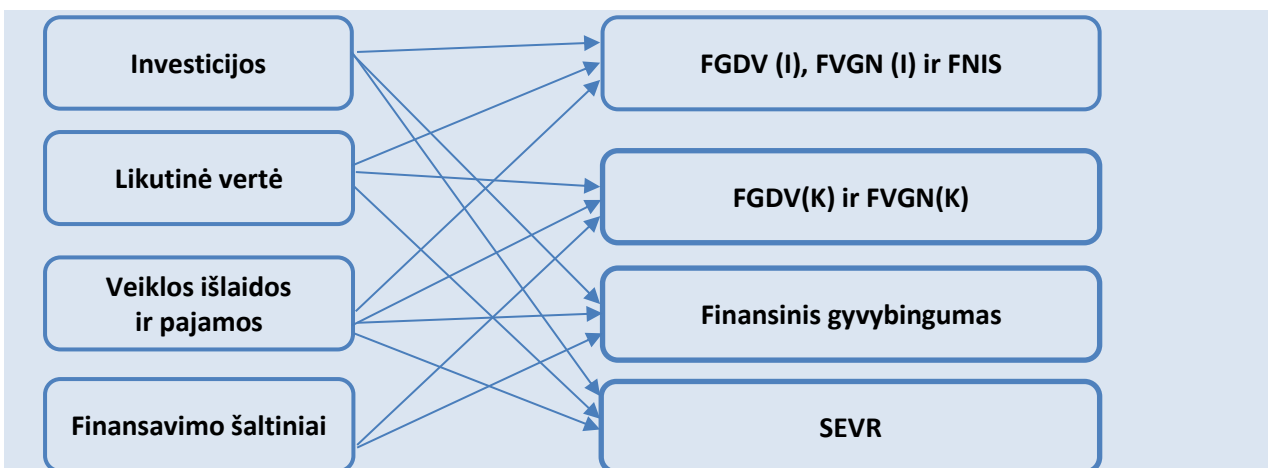 Investicijos
FGDV (I), FVGN (I) ir FNIS
Likutinė vertė
FGDV(K) ir FVGN(K)
Veiklos išlaidos
ir pajamos
Finansinis gyvybingumas
Finansavimo šaltiniai
SEVR